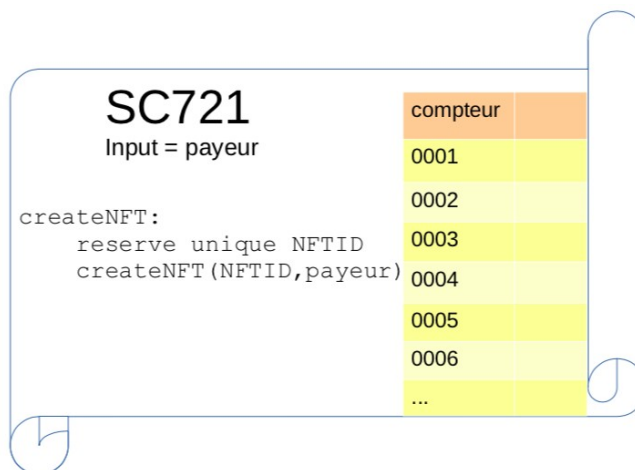 SC721
Input = payeur
createNFT:
    reserve unique NFTID
    createNFT(NFTID,payeur)
compteur
0001
0002
0003
0004
0005
0006
...